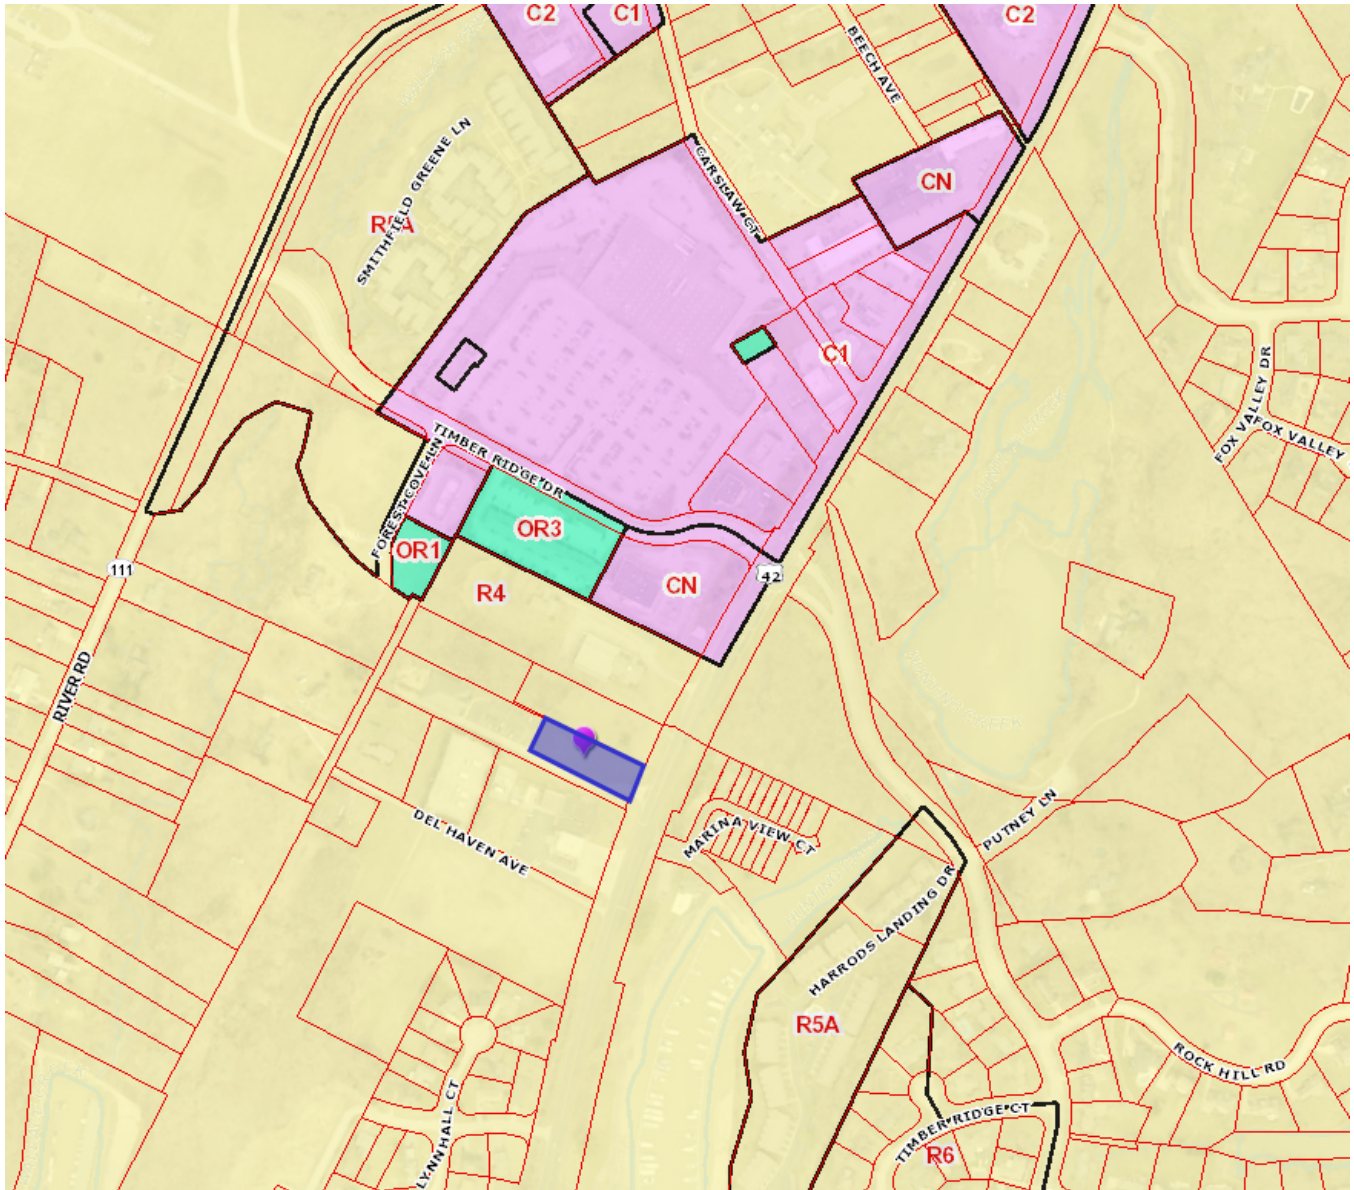 C2
C1
C2
BEECH AVE
SMITHFIELD GREENE LN
R5A
CARSLAW CT
CN
C1
FOX VALLEY DR
FOX VALLEY
TIMBER RIDGE DR
FOREST COVE LN
OR3
OR1
CN
42
111
R4
RIVER RD
DEL HAVEN AVE
MARINA VIEW CT
PUTNEY LN
HARRODS LANDING DR
R5A
ROCK HILL RD
TIMBER RIDGE CT
LYNNHALL CT
R6